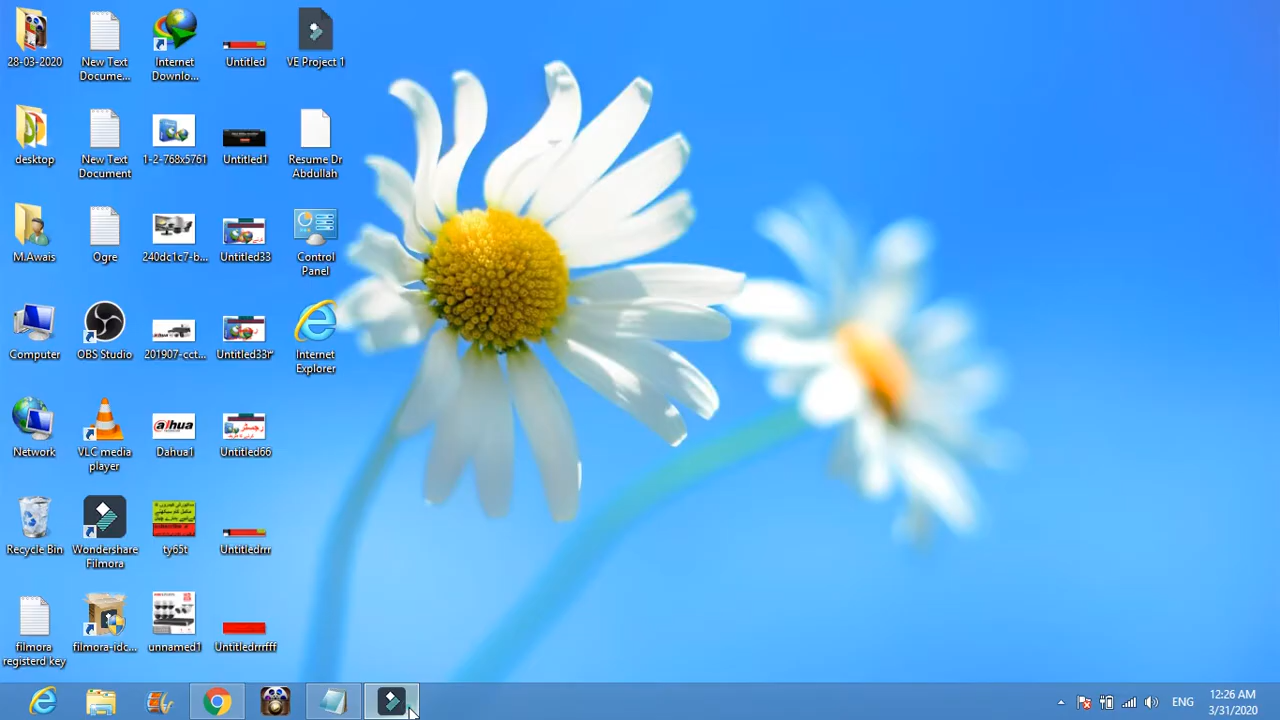 28-03-2020
New Text
Docume...
Internet
Downlo...
Untitled
VE Project 1
desktop
New Text
Document
1-2-768x5761
Untitled1
Resume Dr
Abdullah
M.Awais
Ogre
240dc1c7-b...
Untitled33
Control
Panel
Computer
OBS Studio
201907-cct...
Untitled33r
Internet
Explorer
Network
VLC media
player
alhua
Dahua1
رجسٹر
Untitled66
Recycle Bin
Wondershare
Filmora
ty65t
Untitledrrr
filmora
registerd key
filmora-idc...
unnamed1
Untitledrrrfff
ENG
12:26 AM
3/31/2020